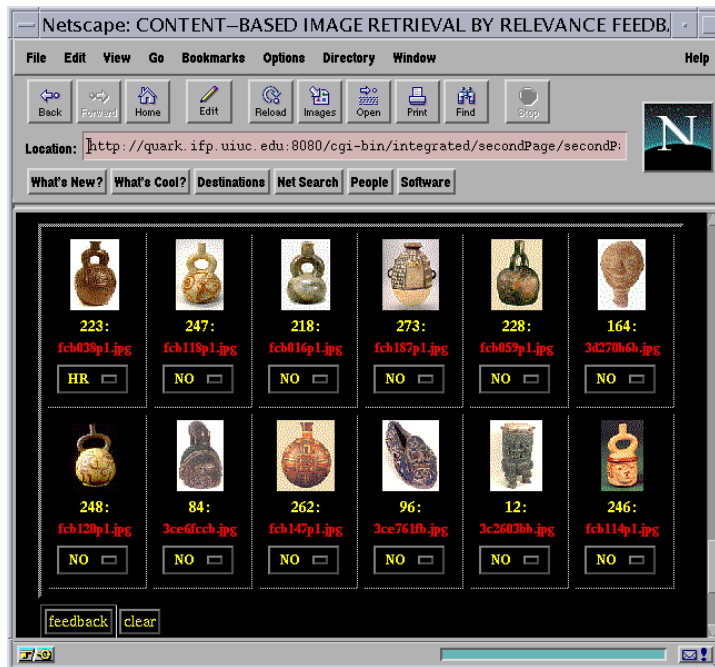 Netscape: CONTENT-BASED IMAGE RETRIEVAL BY RELEVANCE FEEDB
File Edit View Go Bookmarks Options Directory Window Help
Back Forward Home Edit Reload Images Open Print Find Stop
Location: http://quark.ifp.uiuc.edu:8080/cgi-bin/integrated/secondPage/secondPa
N
What's New? What's Cool? Destinations Net Search People Software
223: 247: 218: 273: 228: 164:
fcb038p1.jpg fcb118p1.jpg fcb016p1.jpg fcb187p1.jpg fcb059p1.jpg 3d270b6b.jpg
HR NO NO NO NO NO
248: 84: 262: 96: 12: 246:
fcb120p1.jpg 3ce6fccb.jpg fcb147p1.jpg 3ce761fb.jpg 3c2603bb.jpg fcb114p1.jpg
NO NO NO NO NO NO
feedback clear